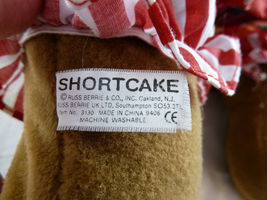 SHORTCAKE
© RUSS BERRIE & CO., INC. Oakland, N.J.
RUSS BERRIE UK LTD, Southampton SO53 3TJ
Item No: 3130 MADE IN CHINA 9406
MACHINE WASHABLE CE